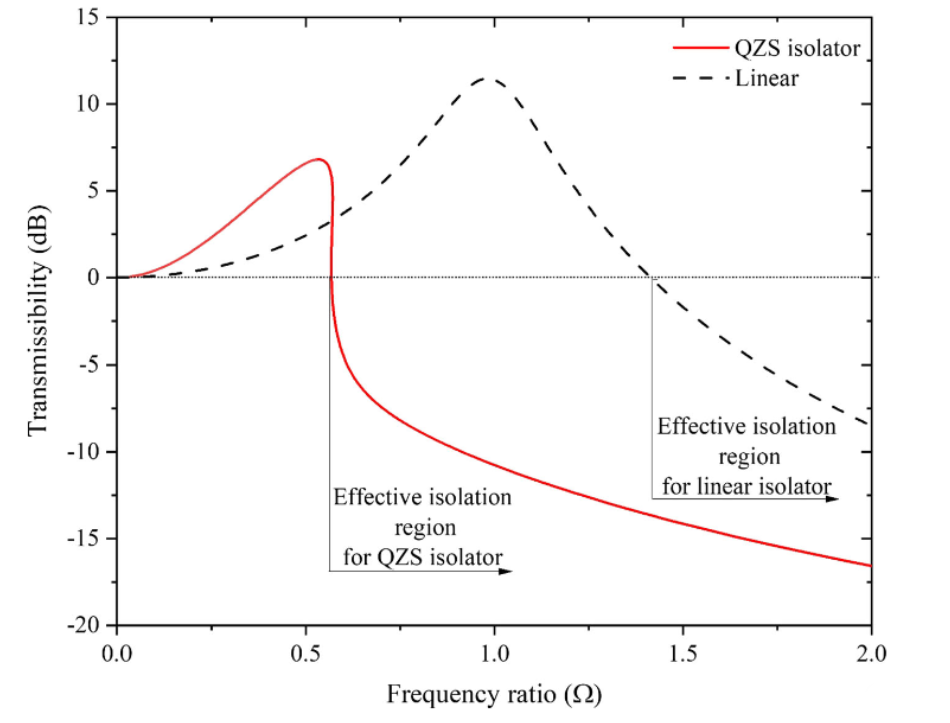 15
10
5
0
-5
-10
-15
-20
Transmissibility (dB)
QZS isolator
Linear
Effective isolation
region
for linear isolator
Effective isolation
region
for QZS isolator
0.0
0.5
1.0
1.5
2.0
Frequency ratio (Ω)